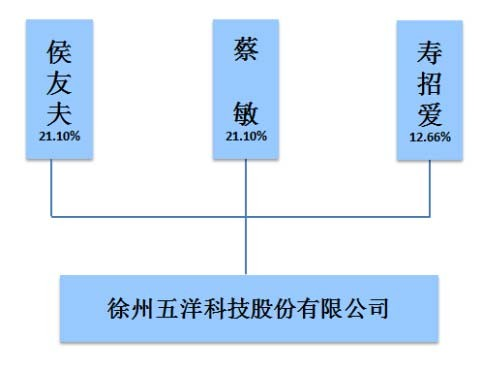 侯友夫
21.10%
蔡敏
21.10%
寿招爱
12.66%
徐州五洋科技股份有限公司